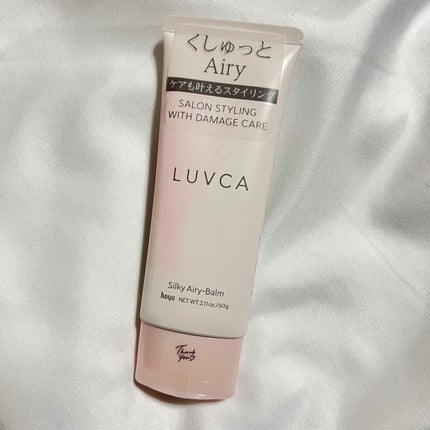 くしゅっと
Airy
ケアも叶えるスタイリング
SALON STYLING
WITH DAMAGE CARE
LUVCA
Silky Airy-Balm
hoyu NET WT.2.11oz./60g
Thank
you